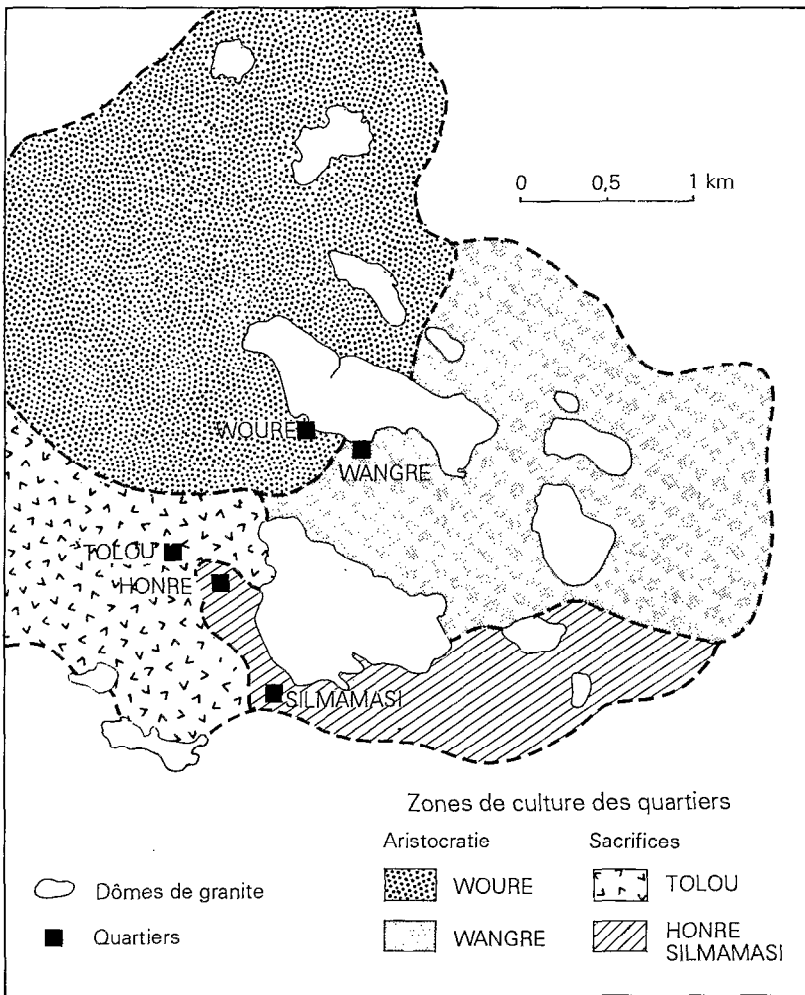 0 0,5 1 km
WOURE
WANGRE
TOLOU
HONRE
SILMAMASI
Zones de culture des quartiers
Aristocratie Sacrifices
Dômes de granite WOURE TOLOU
Quartiers WANGRE HONRE
SILMAMASI